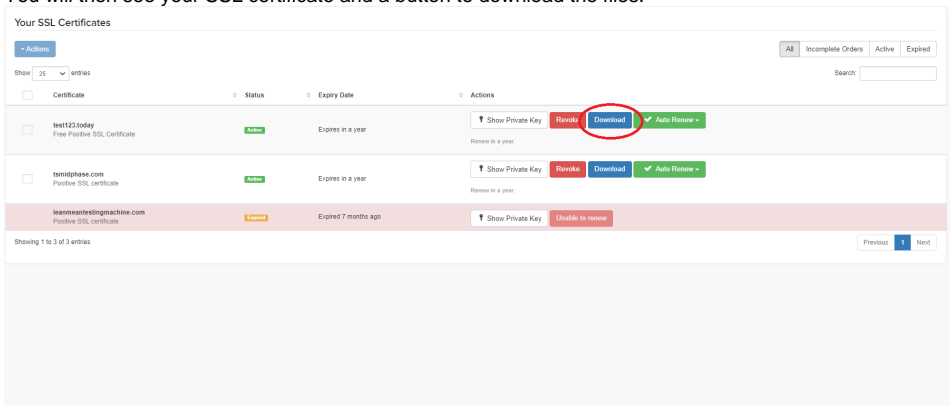 You will then see your SSL certificate and a button to download the files.
Your SSL Certificates
Actions
All Incomplete Orders Active Expired
Show 25 entries
Search:
Certificate Status Expiry Date Actions
test123.today
Free Positive SSL Certificate
Active
Expires in a year
Show Private Key Revoke Download Auto Renew
Renew in a year.
tsmidphase.com
Positive SSL certificate
Active
Expires in a year
Show Private Key Revoke Download Auto Renew
Renew in a year.
leanmeantestingmachine.com
Positive SSL certificate
Expired
Expired 7 months ago
Show Private Key Unable to renew
Showing 1 to 3 of 3 entries
Previous 1 Next